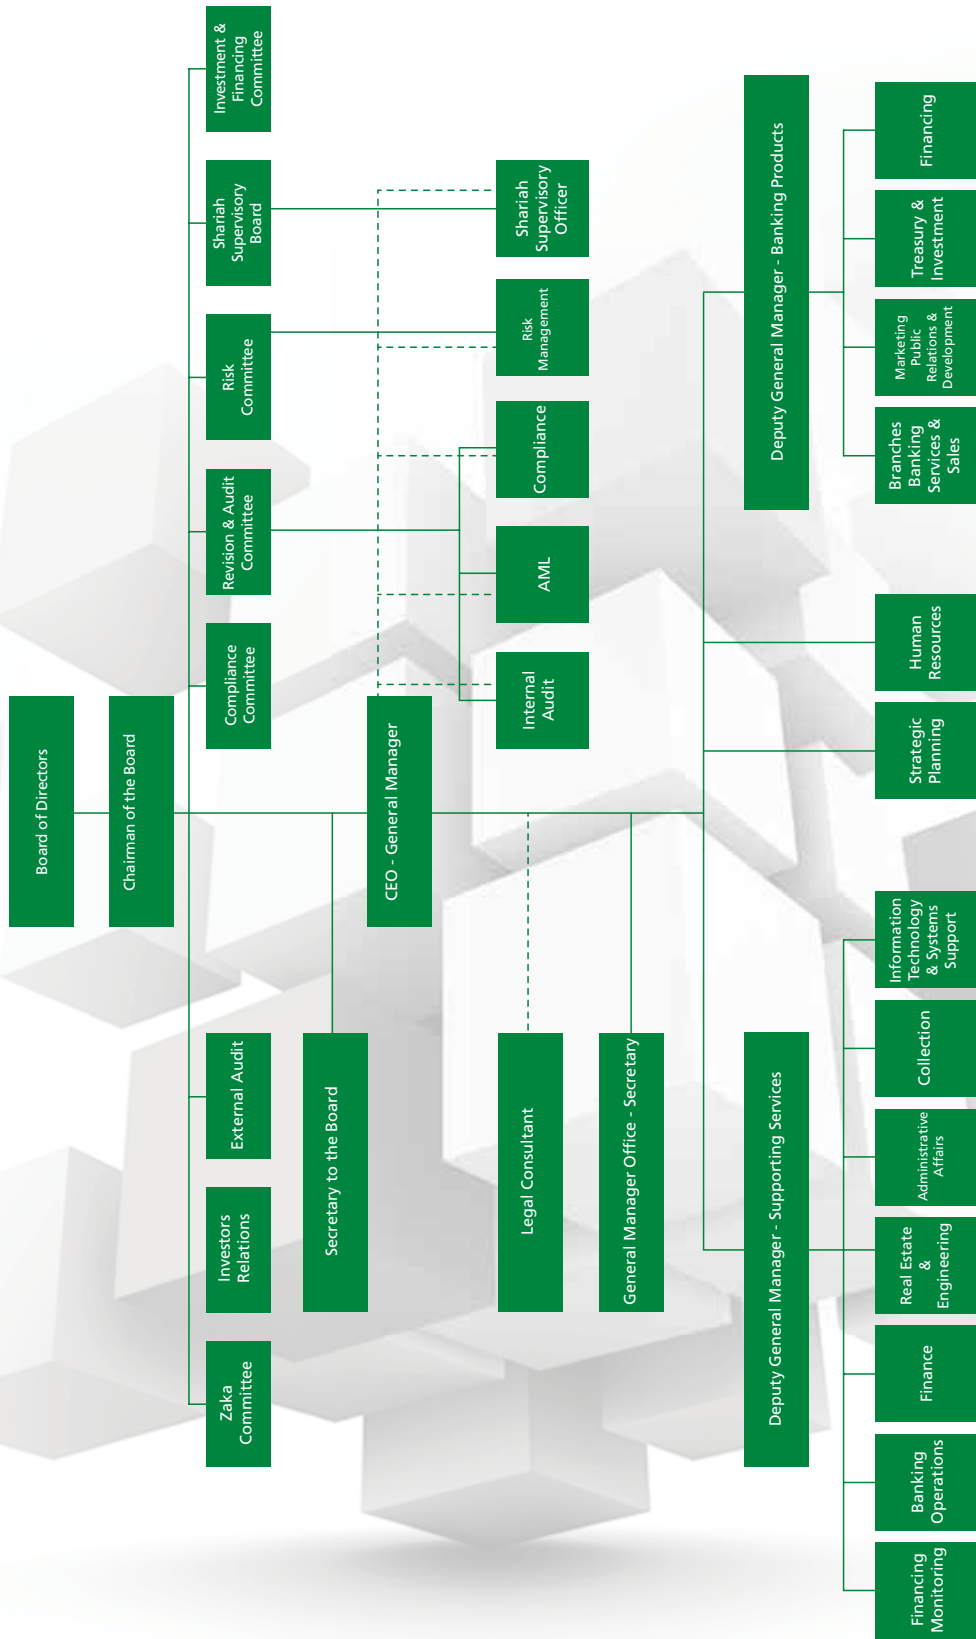 Board of Directors
Chairman of the Board
Zaka
Committee
Investors
Relations
External Audit
Compliance
Committee
Revision & Audit
Committee
Risk
Committee
Shariah
Supervisory
Board
Investment &
Financing
Committee
Secretary to the Board
CEO - General Manager
Legal Consultant
Internal
Audit
AML
Compliance
Risk
Management
Shariah
Supervisory
Officer
General Manager Office - Secretary
Deputy General Manager - Supporting Services
Deputy General Manager - Banking Products
Financing
Monitoring
Banking
Operations
Finance
Real Estate
&
Engineering
Administrative
Affairs
Collection
Information
Technology
& Systems
Support
Strategic
Planning
Human
Resources
Branches
Banking
Services &
Sales
Marketing
Public
Relations &
Development
Treasury &
Investment
Financing